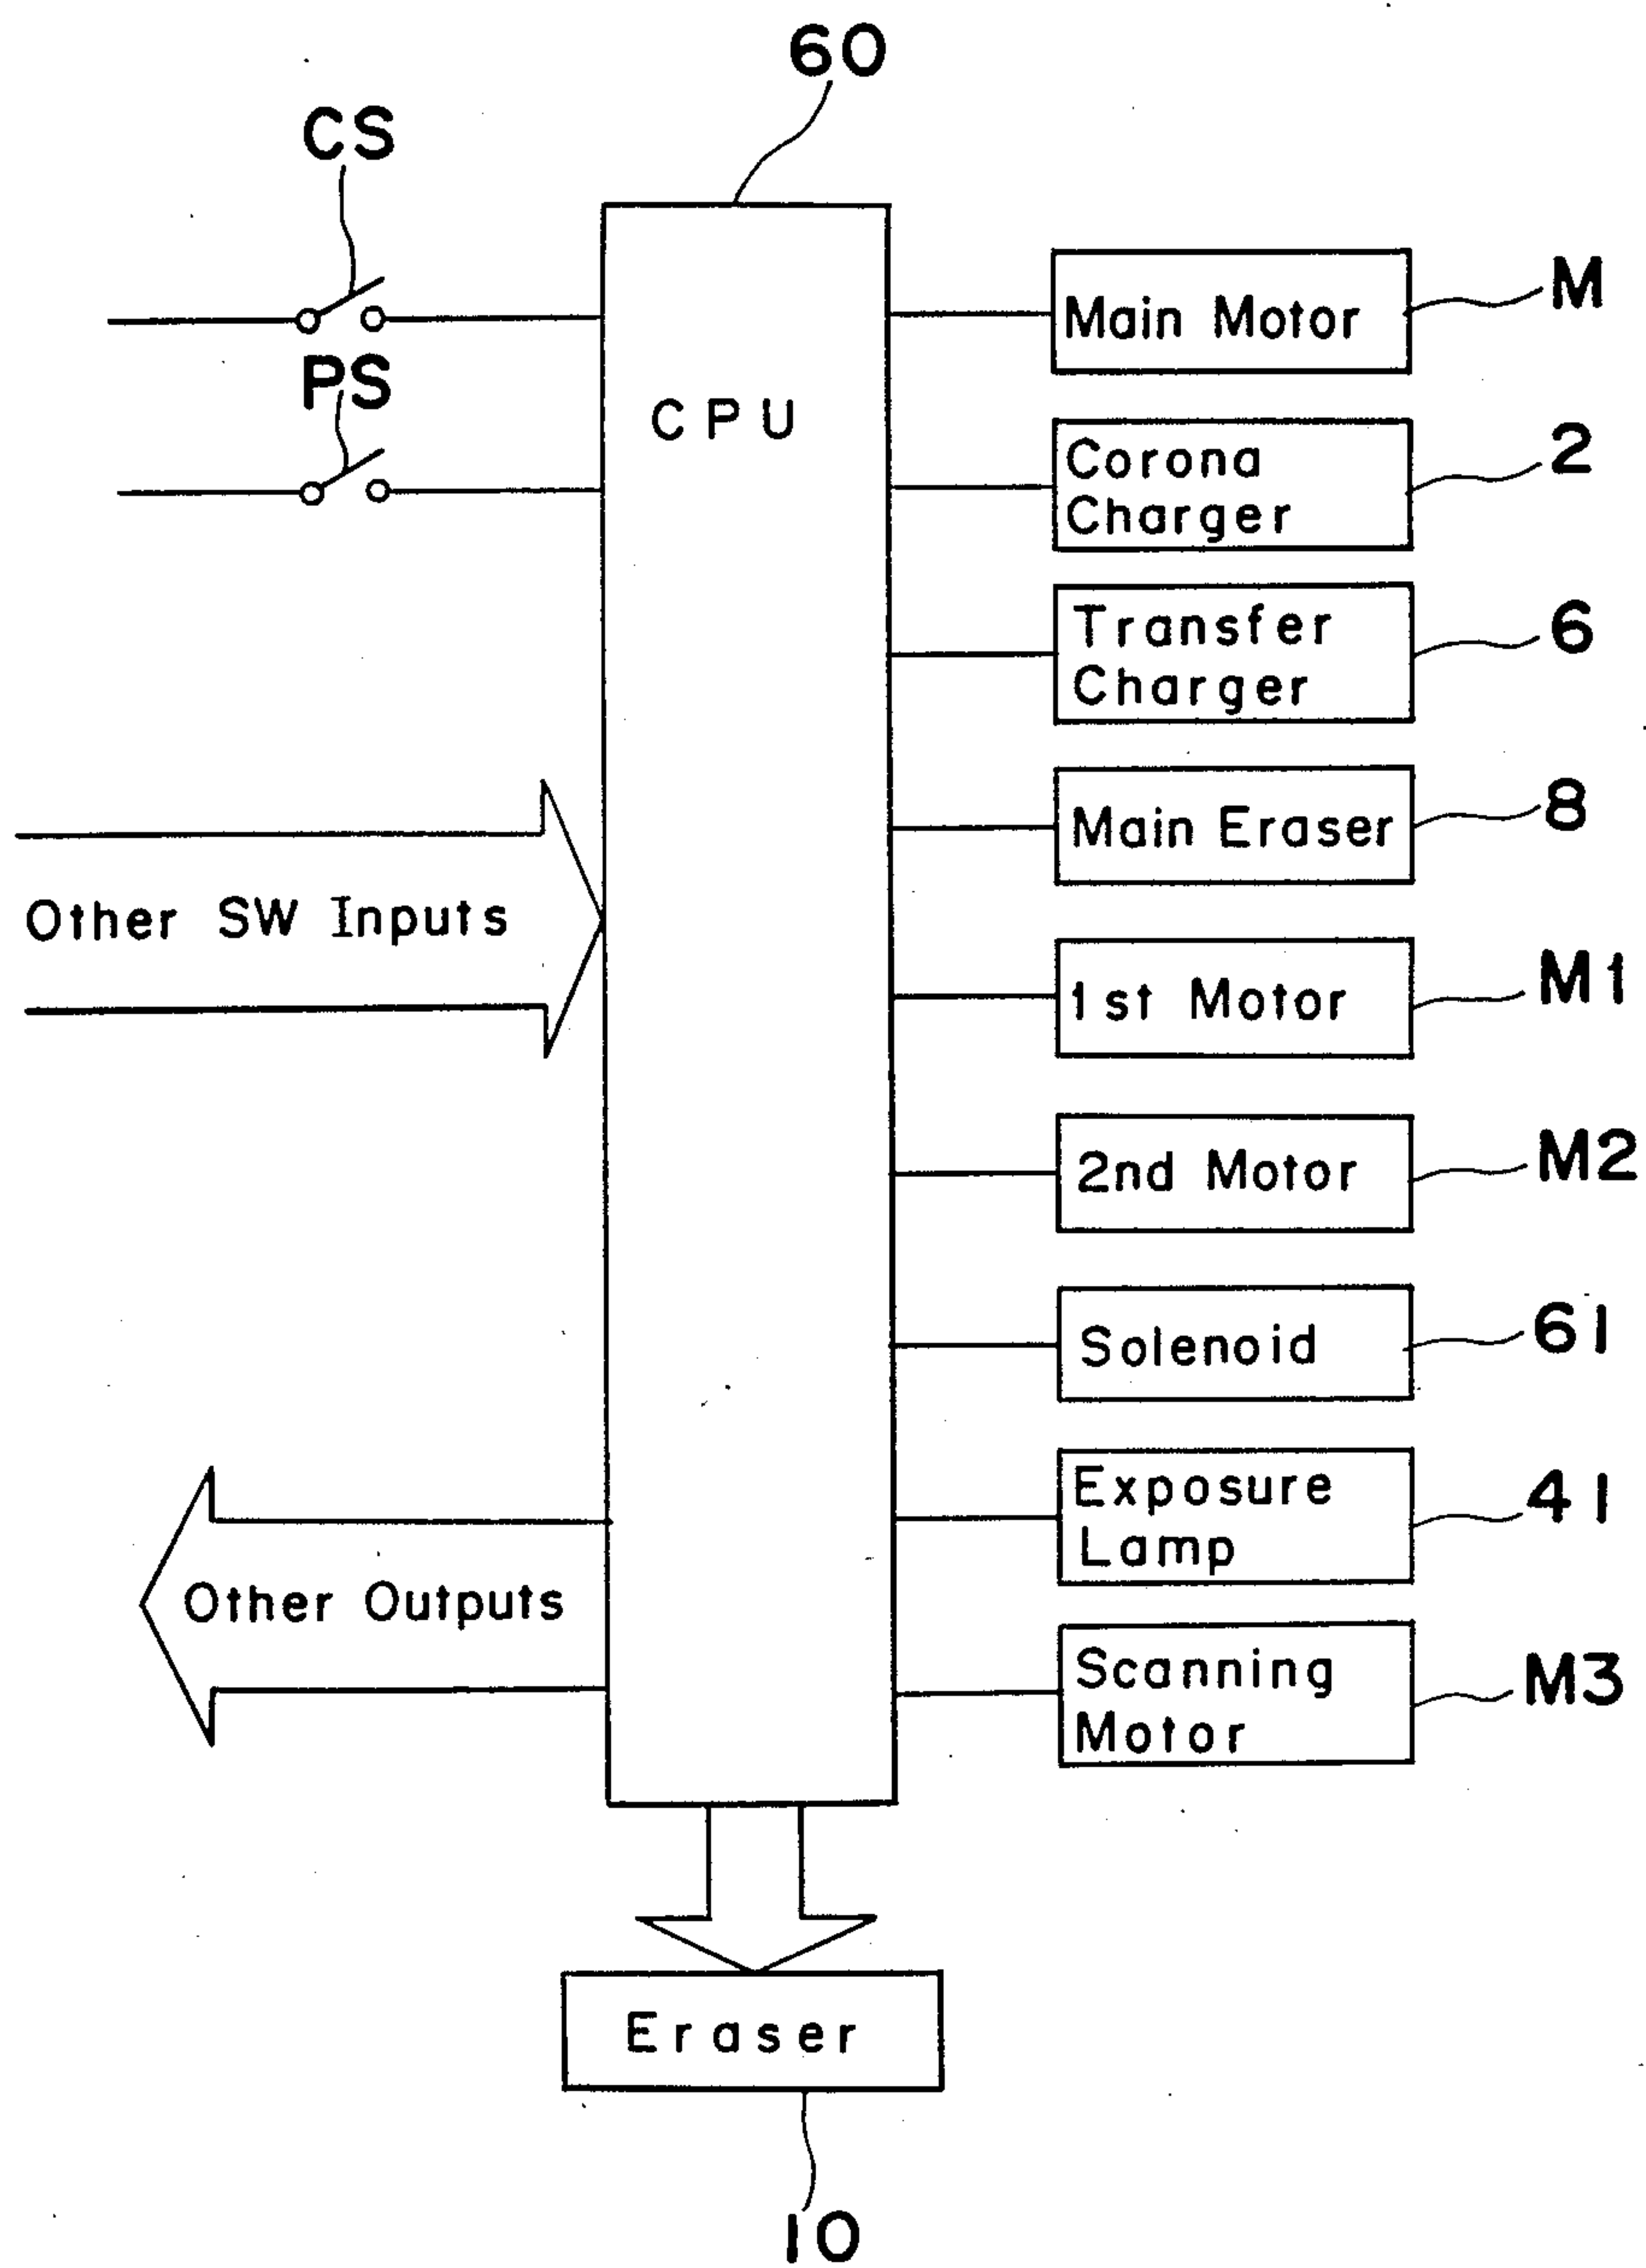 60
CS
PS
CPU
Main Motor
M
Corona
Charger
2
Transfer
Charger
6
Main Eraser
8
Other SW Inputs
1st Motor
M1
2nd Motor
M2
Solenoid
61
Exposure
Lamp
41
Other Outputs
Scanning
Motor
M3
Eraser
10